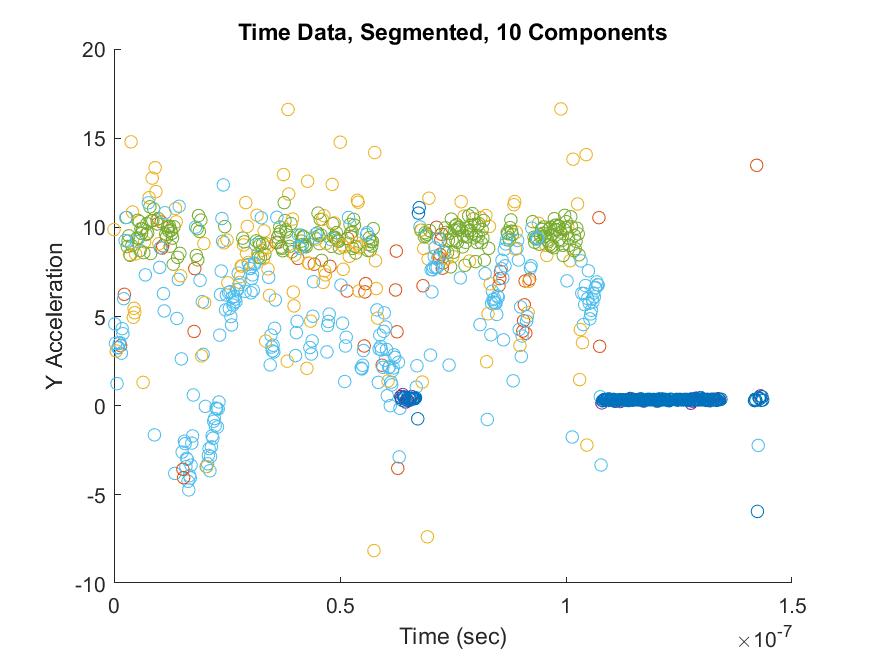 Time Data, Segmented, 10 Components
20
15
10
5
0
-5
-10
Y Acceleration
0 0.5 1 1.5
Time (sec)
×10-7